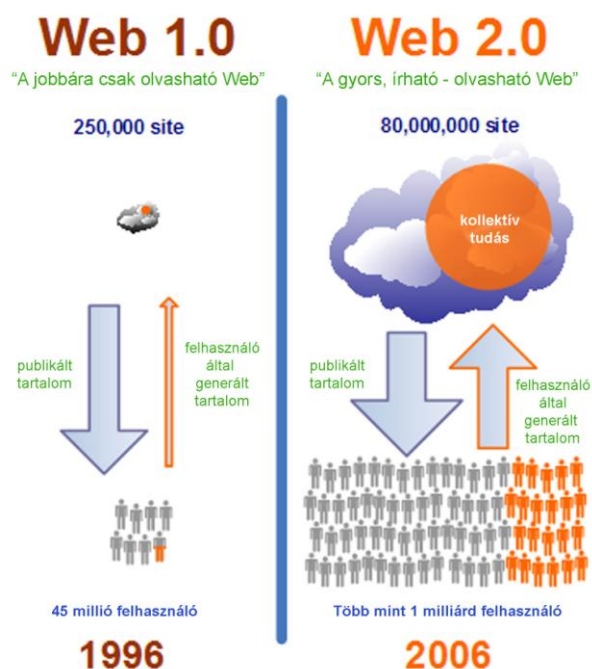 Web 1.0
“A jobbára csak olvasható Web”
250,000 site
publikált
tartalom
felhasználó
által
generált
tartalom
45 millió felhasználó
1996
Web 2.0
“A gyors, írható - olvasható Web”
80,000,000 site
kollektív
tudás
publikált
tartalom
felhasználó
által
generált
tartalom
Több mint 1 milliárd felhasználó
2006